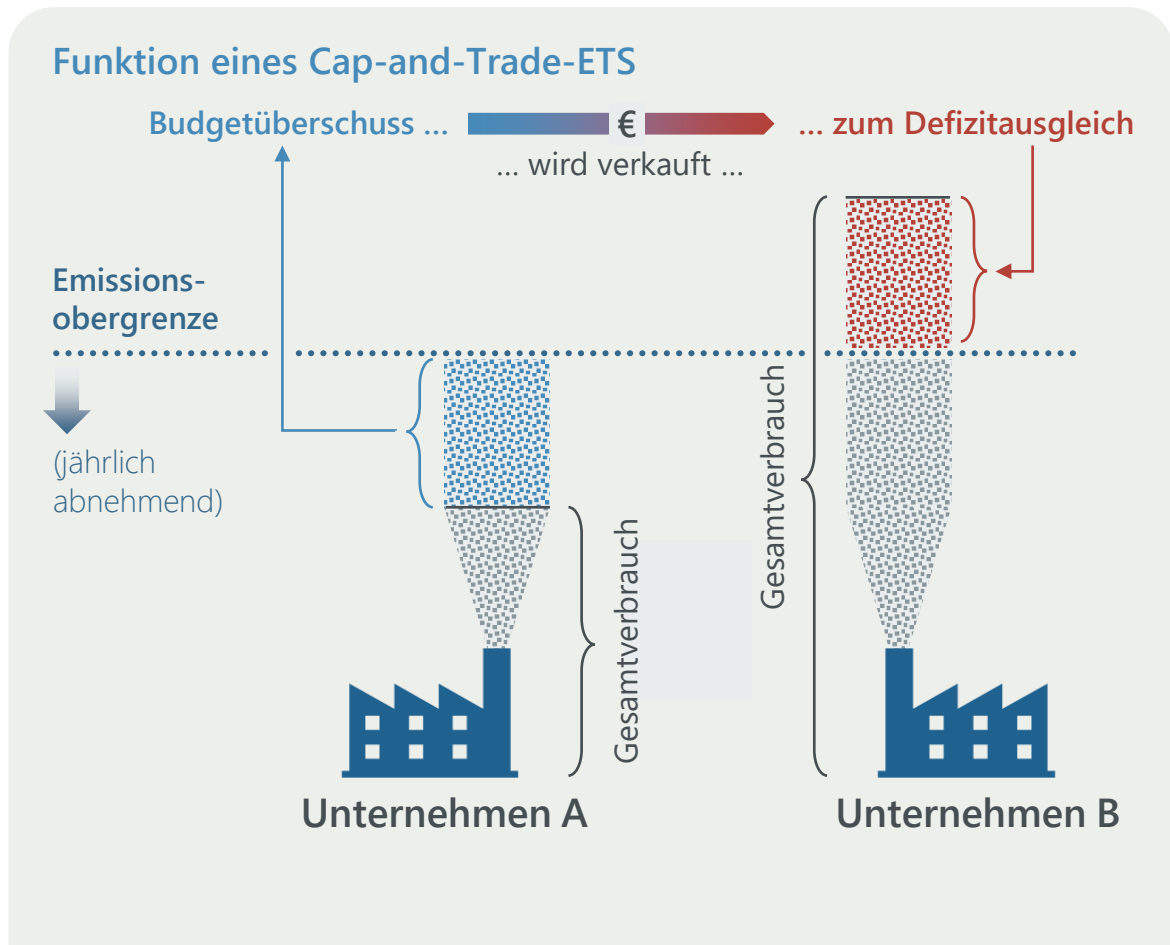 Funktion eines Cap-and-Trade-ETS
Budgetüberschuss ...
€
... zum Defizitausgleich
... wird verkauft ...
Emissions-
obergrenze
(jährlich
abnehmend)
Gesamtverbrauch
Gesamtverbrauch
Unternehmen A
Unternehmen B